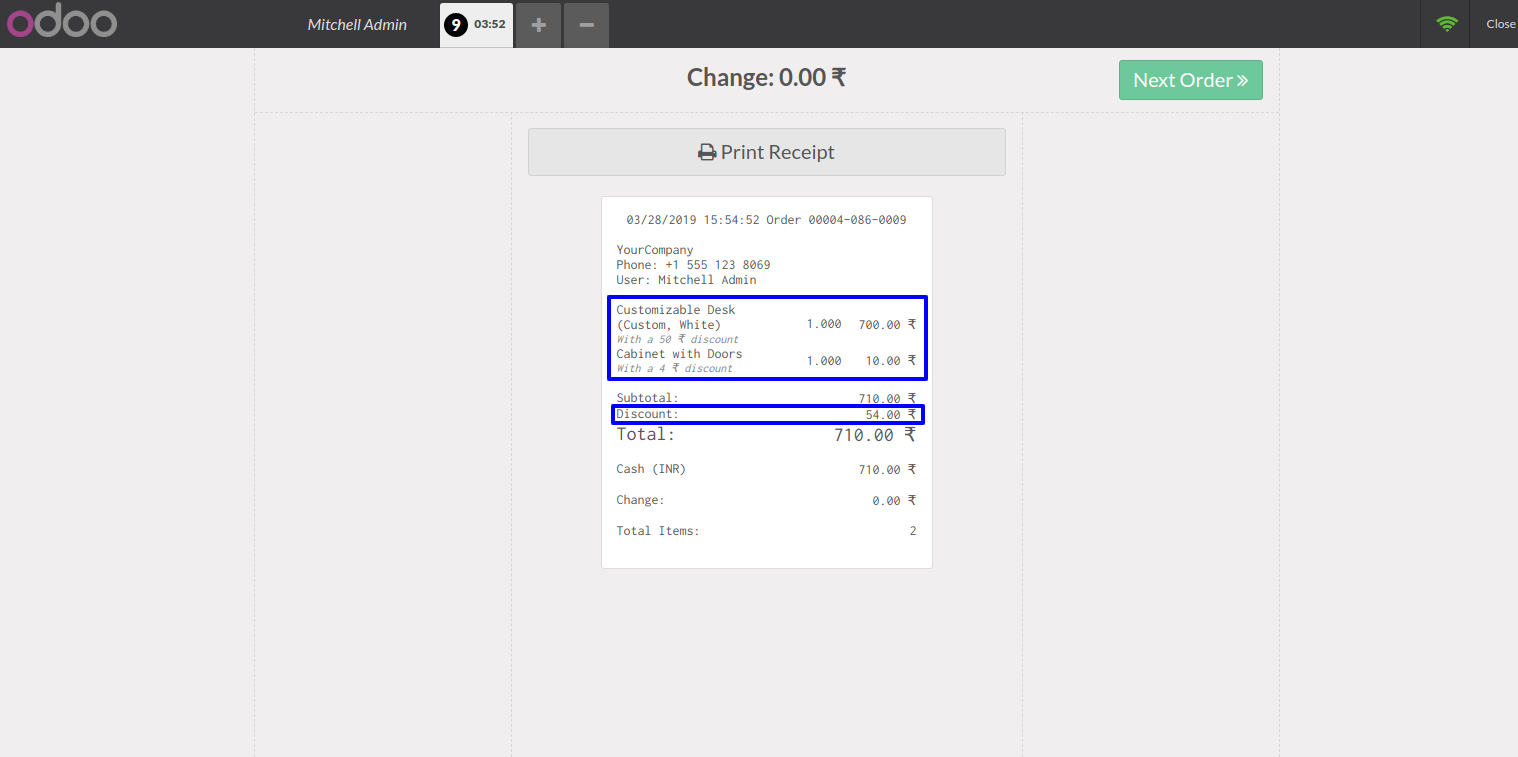 odoo Mitchell Admin 9 03:52 + − Close
Change: 0.00 ₹
Next Order »
Print Receipt
03/28/2019 15:54:52 Order 00004-086-0009
YourCompany
Phone: +1 555 123 8069
User: Mitchell Admin
Customizable Desk
(Custom, White) 1.000 700.00 ₹
With a 50 ₹ discount
Cabinet with Doors 1.000 10.00 ₹
With a 4 ₹ discount
Subtotal: 710.00 ₹
Discount: 54.00 ₹
Total: 710.00 ₹
Cash (INR) 710.00 ₹
Change: 0.00 ₹
Total Items: 2